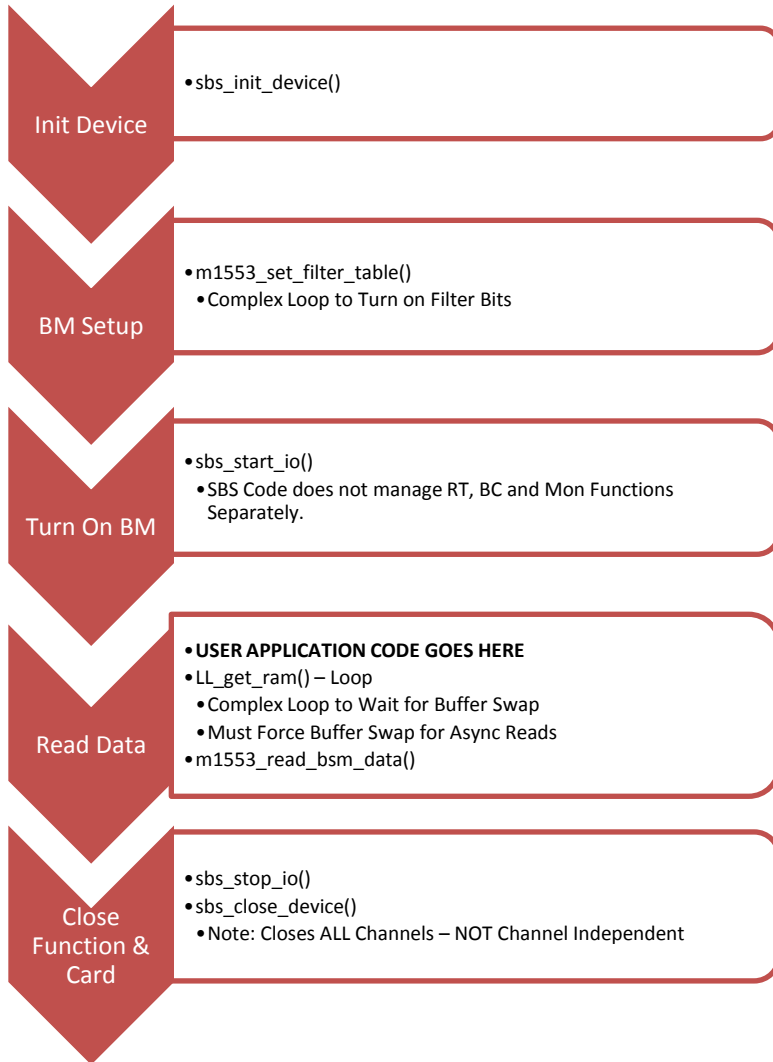 Init Device
•sbs_init_device()
BM Setup
•m1553_set_filter_table()
•Complex Loop to Turn on Filter Bits
Turn On BM
•sbs_start_io()
•SBS Code does not manage RT, BC and Mon Functions
Separately.
Read Data
•USER APPLICATION CODE GOES HERE
•LL_get_ram() – Loop
•Complex Loop to Wait for Buffer Swap
•Must Force Buffer Swap for Async Reads
•m1553_read_bsm_data()
Close
Function &
Card
•sbs_stop_io()
•sbs_close_device()
•Note: Closes ALL Channels – NOT Channel Independent